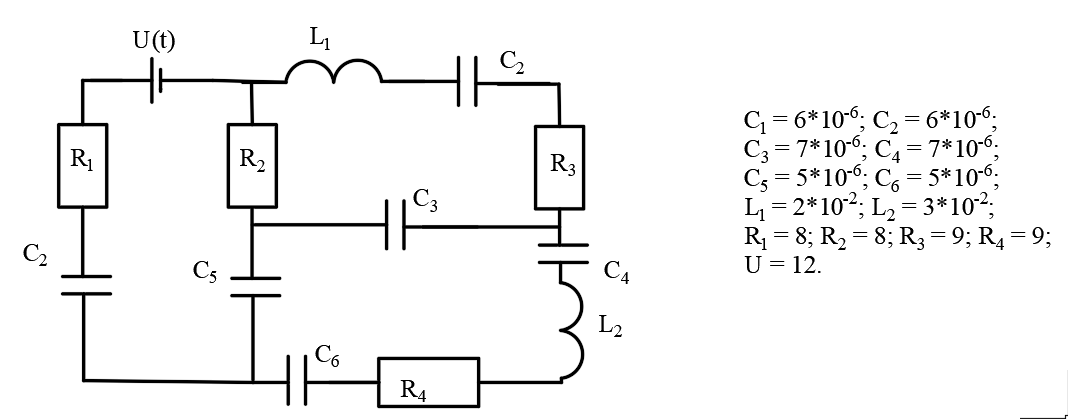 U(t)
L₁
C₂
R₁
R₂
R₃
C₃
C₂
C₅
C₄
L₂
C₆
R₄
C₁ = 6*10⁻⁶; C₂ = 6*10⁻⁶;
C₃ = 7*10⁻⁶; C₄ = 7*10⁻⁶;
C₅ = 5*10⁻⁶; C₆ = 5*10⁻⁶;
L₁ = 2*10⁻²; L₂ = 3*10⁻²;
R₁ = 8; R₂ = 8; R₃ = 9; R₄ = 9;
U = 12.